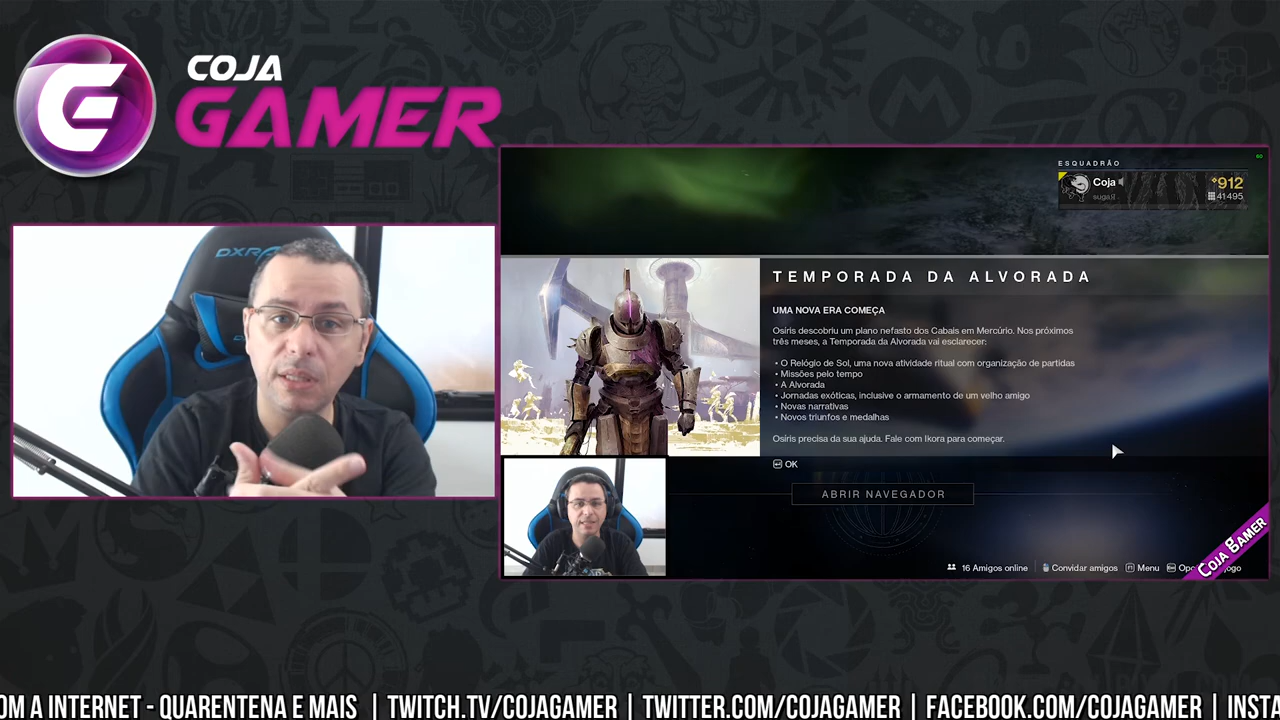 COJA
GAMER
DXRA
ESQUADRÃO
60
Coja
912
41495
TEMPORADA DA ALVORADA
UMA NOVA ERA COMEÇA
Osíris descobriu um plano nefasto dos Cabais em Mercúrio. Nos próximos
três meses, a Temporada da Alvorada vai esclarecer:
• O Relógio de Sol, uma nova atividade ritual com organização de partidas
• Missões pelo tempo
• A Alvorada
• Jornadas exóticas, inclusive o armamento de um velho amigo
• Novas narrativas
• Novos triunfos e medalhas
Osíris precisa da sua ajuda. Fale com Ikora para começar.
OK
ABRIR NAVEGADOR
16 Amigos online
Convidar amigos
F1 Menu
COJA GAMER
OM A INTERNET - QUARENTENA E MAIS | TWITCH.TV/COJAGAMER | TWITTER.COM/COJAGAMER | FACEBOOK.COM/COJAGAMER | INSTA